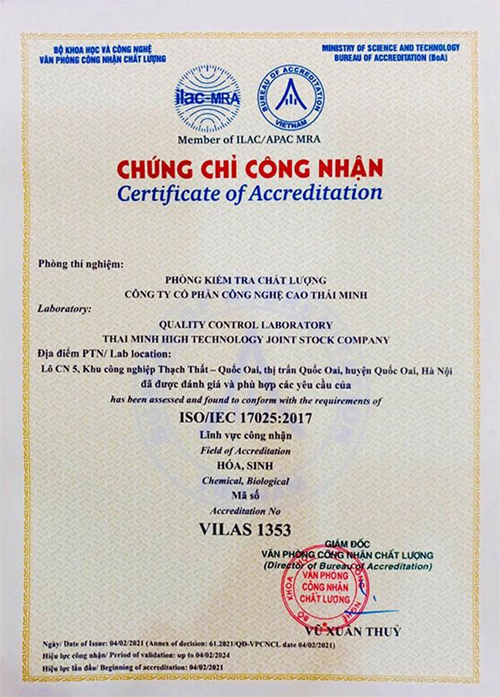 BỘ KHOA HỌC VÀ CÔNG NGHỆ
VĂN PHÒNG CÔNG NHẬN CHẤT LƯỢNG
MINISTRY OF SCIENCE AND TECHNOLOGY
BUREAU OF ACCREDITATION (BoA)
ilac-MRA
BUREAU OF ACCREDITATION
VIETNAM
Member of ILAC/APAC MRA
CHỨNG CHỈ CÔNG NHẬN
Certificate of Accreditation
Phòng thí nghiệm:
PHÒNG KIỂM TRA CHẤT LƯỢNG
CÔNG TY CỔ PHẦN CÔNG NGHỆ CAO THÁI MINH
Laboratory:
QUALITY CONTROL LABORATORY
THAI MINH HIGH TECHNOLOGY JOINT STOCK COMPANY
Địa điểm PTN/ Lab location:
Lô CN 5, Khu công nghiệp Thạch Thất – Quốc Oai, thị trấn Quốc Oai, huyện Quốc Oai, Hà Nội
đã được đánh giá và phù hợp các yêu cầu của
has been assessed and found to conform with the requirements of
ISO/IEC 17025:2017
Lĩnh vực công nhận
Field of Accreditation
HÓA, SINH
Chemical, Biological
Mã số
Accreditation No
VILAS 1353
GIÁM ĐỐC
VĂN PHÒNG CÔNG NHẬN CHẤT LƯỢNG
(Director of Bureau of Accreditation)
BỘ KHOA HỌC VÀ CÔNG NGHỆ
VĂN PHÒNG
CÔNG NHẬN
CHẤT LƯỢNG
VŨ XUÂN THUỶ
Ngày/ Date of Issue: 04/02/2021 (Annex of decision: 61.2021/QĐ-VPCNCL date 04/02/2021)
Hiệu lực công nhận/ Period of validation: up to 04/02/2024
Hiệu lực lần đầu/ Beginning of accreditation: 04/02/2021